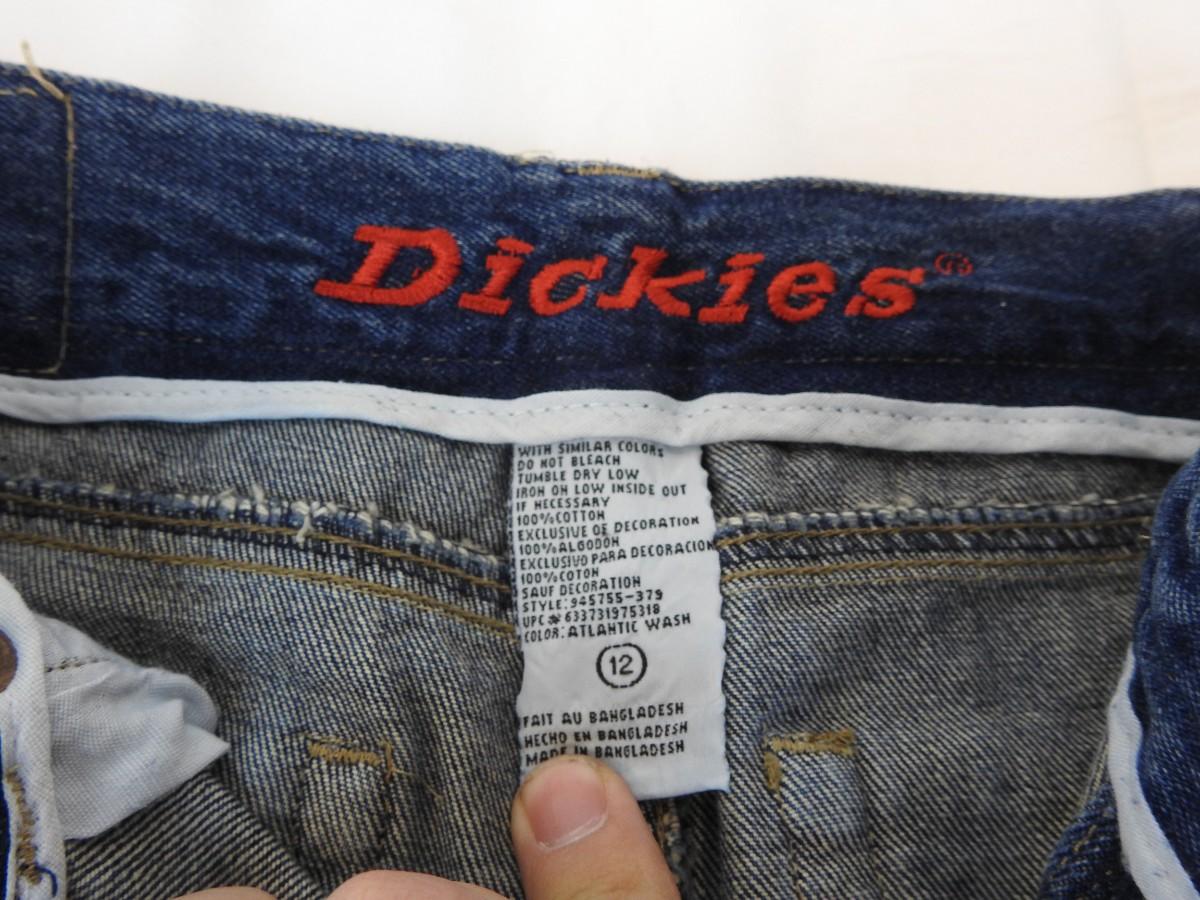 Dickies®
WITH SIMILAR COLORS
DO NOT BLEACH
TUMBLE DRY LOW
IRON ON LOW INSIDE OUT
IF NECESSARY
100%COTTON
EXCLUSIVE OF DECORATION
100%ALGODON
EXCLUSIVO PARA DECORACION
100%COTON
SAUF DECORATION
STYLE:945755-379
UPC#633731975318
COLOR:ATLANTIC WASH
12
FAIT AU BANGLADESH
HECHO EN BANGLADESH
MADE IN BANGLADESH